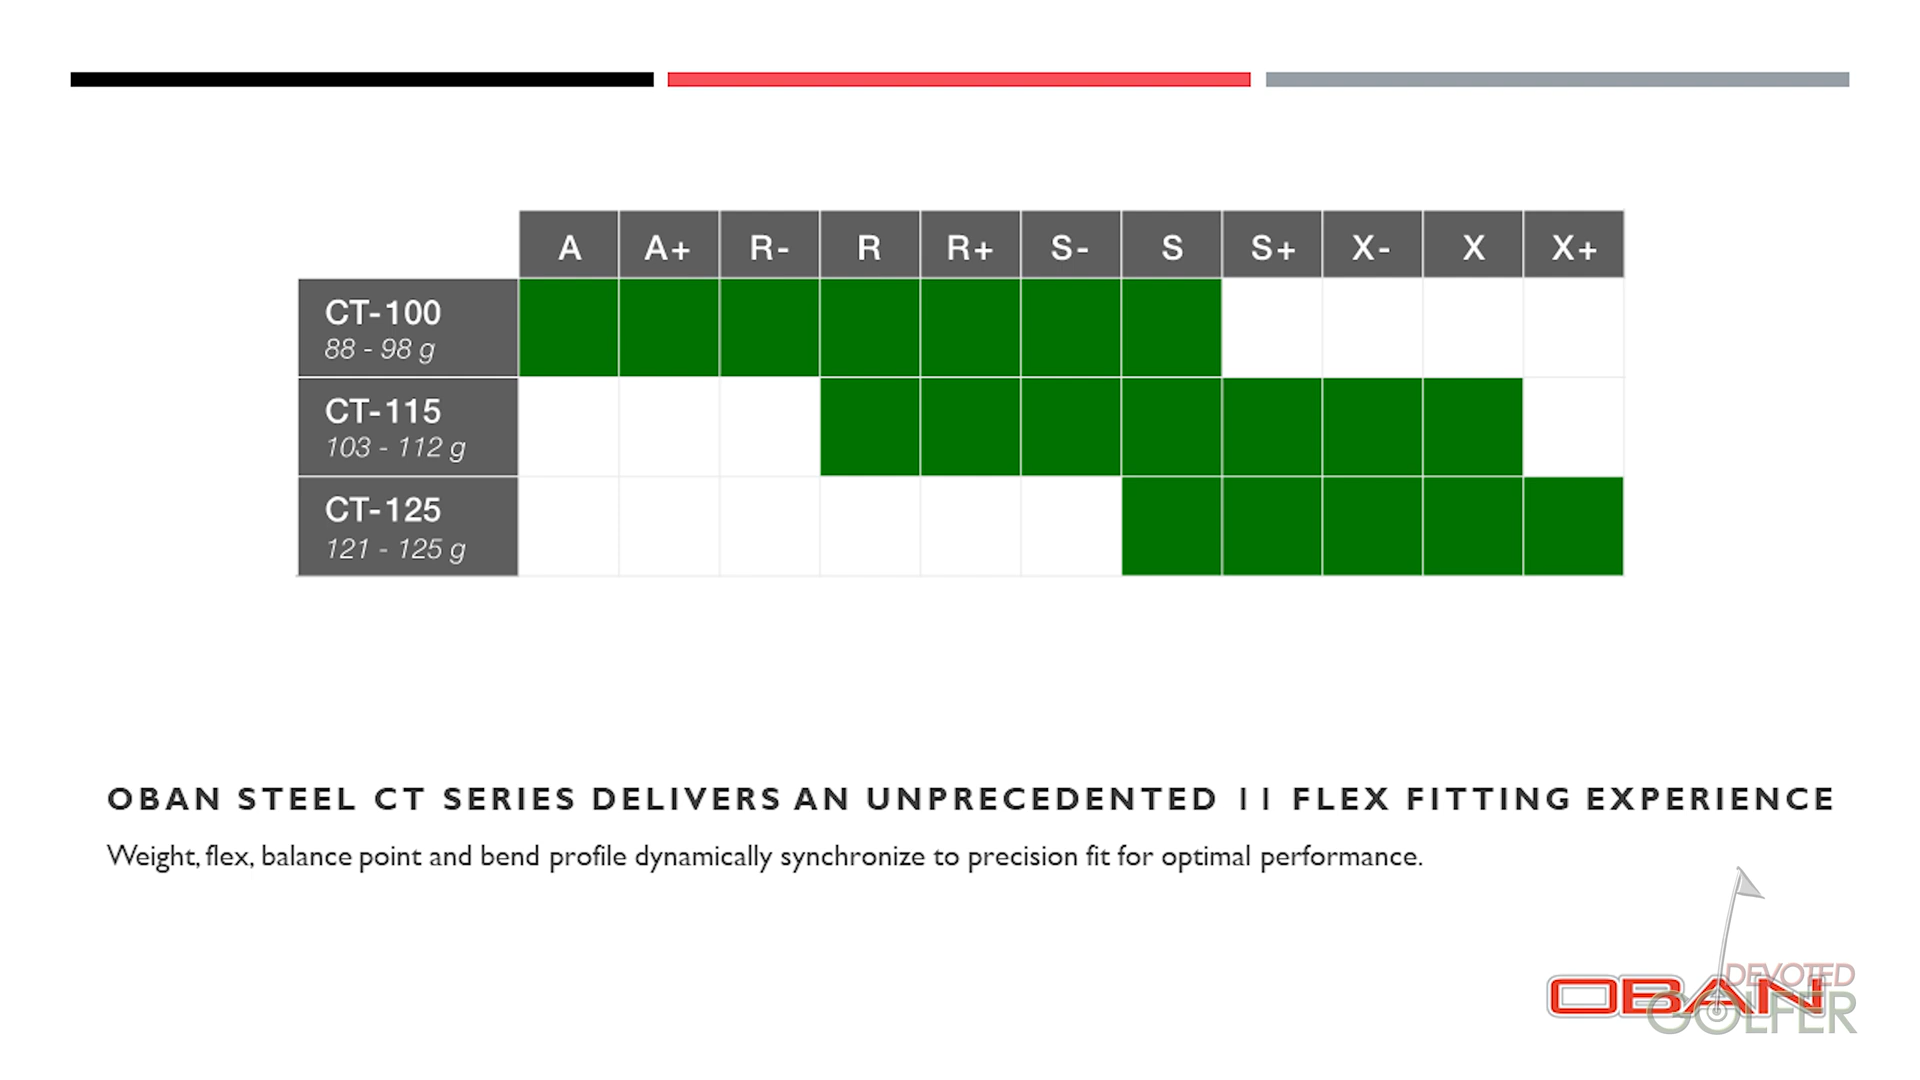 A A+ R- R R+ S- S S+ X- X X+
CT-100
88 - 98 g
CT-115
103 - 112 g
CT-125
121 - 125 g
OBAN STEEL CT SERIES DELIVERS AN UNPRECEDENTED 11 FLEX FITTING EXPERIENCE
Weight, flex, balance point and bend profile dynamically synchronize to precision fit for optimal performance.
DEVOTED
OBAN
GOLFER